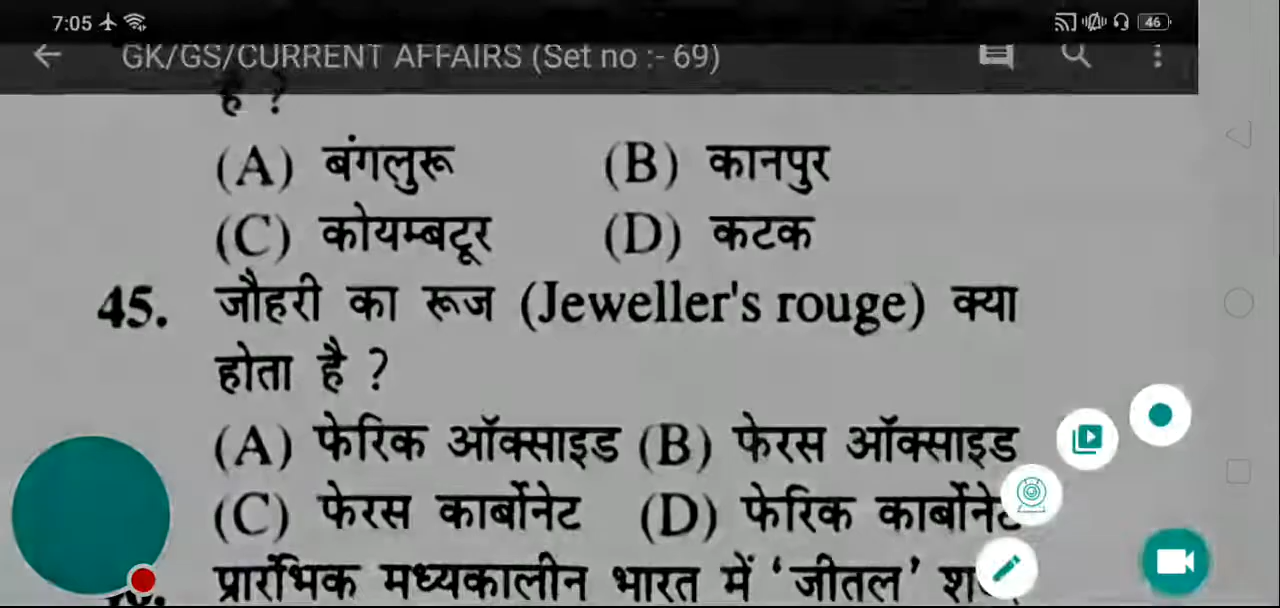 7:05
46
GK/GS/CURRENT AFFAIRS (Set no :- 69)
है ?
(A) बंगलुरू (B) कानपुर
(C) कोयम्बटूर (D) कटक
45. जौहरी का रूज (Jeweller's rouge) क्या
होता है ?
(A) फेरिक ऑक्साइड (B) फेरस ऑक्साइड
(C) फेरस कार्बोनेट (D) फेरिक
प्रारंभिक मध्यकालीन भारत में ‘जीतल’